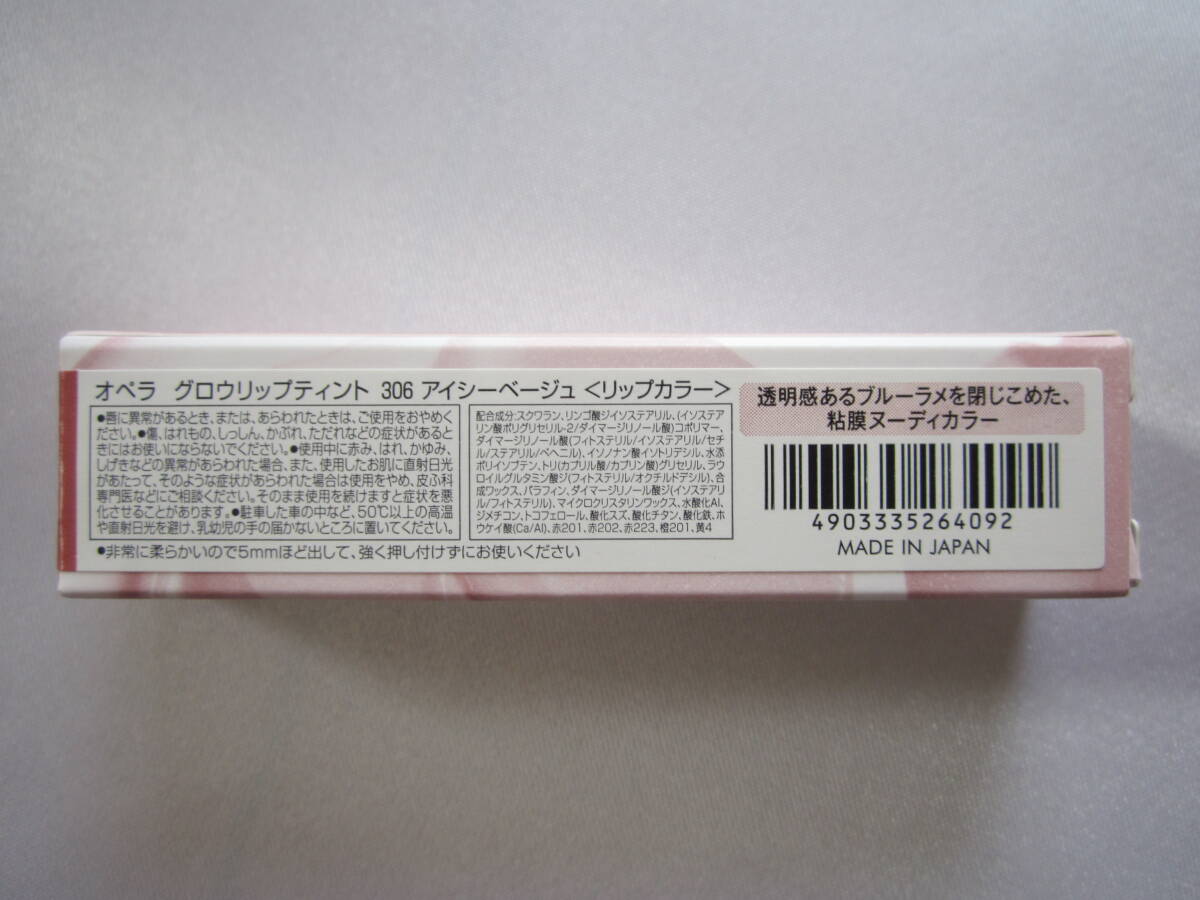 オペラ　グロウリップティント 306 アイシーベージュ <リップカラー>
●唇に異常があるとき、または、あらわれたときは、ご使用をおやめく
ださい。●傷、はれもの、しっしん、かぶれ、ただれなどの症状があると
きにはお使いにならないでください。●使用中に赤み、はれ、かゆみ、
しげきなどの異常があらわれた場合、また、使用したお肌に直射日光
があたって、そのような症状があらわれた場合は使用をやめ、皮ふ科
専門医などにご相談ください。そのまま使用を続けますと症状を悪
化させることがあります。●駐車した車の中など、50℃以上の高温
や直射日光を避け、乳幼児の手の届かないところに置いてください。
●非常に柔らかいので5mmほど出して、強く押し付けずにお使いください
配合成分:スクワラン、リンゴ酸ジイソステアリル、(イソステア
リン酸ポリグリセリル-2/ダイマージリノール酸)コポリマー、
ダイマージリノール酸(フィトステリル/イソステアリル/セチ
ル/ステアリル/ベヘニル)、イソノナン酸イソトリデシル、水添
ポリイソブテン、トリ(カプリル酸/カプリン酸)グリセリル、ラウ
ロイルグルタミン酸ジ(フィトステリル/オクチルドデシル)、合
成ワックス、パラフィン、ダイマージリノール酸ジ(イソステアリ
ル/フィトステリル)、マイクロクリスタリンワックス、水酸化Al、
ジメチコン、トコフェロール、酸化スズ、酸化チタン、酸化鉄、ホ
ウケイ酸(Ca/Al)、赤201、赤202、赤223、橙201、黄4
透明感あるブルーラメを閉じこめた、
粘膜ヌーディカラー
4903335264092
MADE IN JAPAN